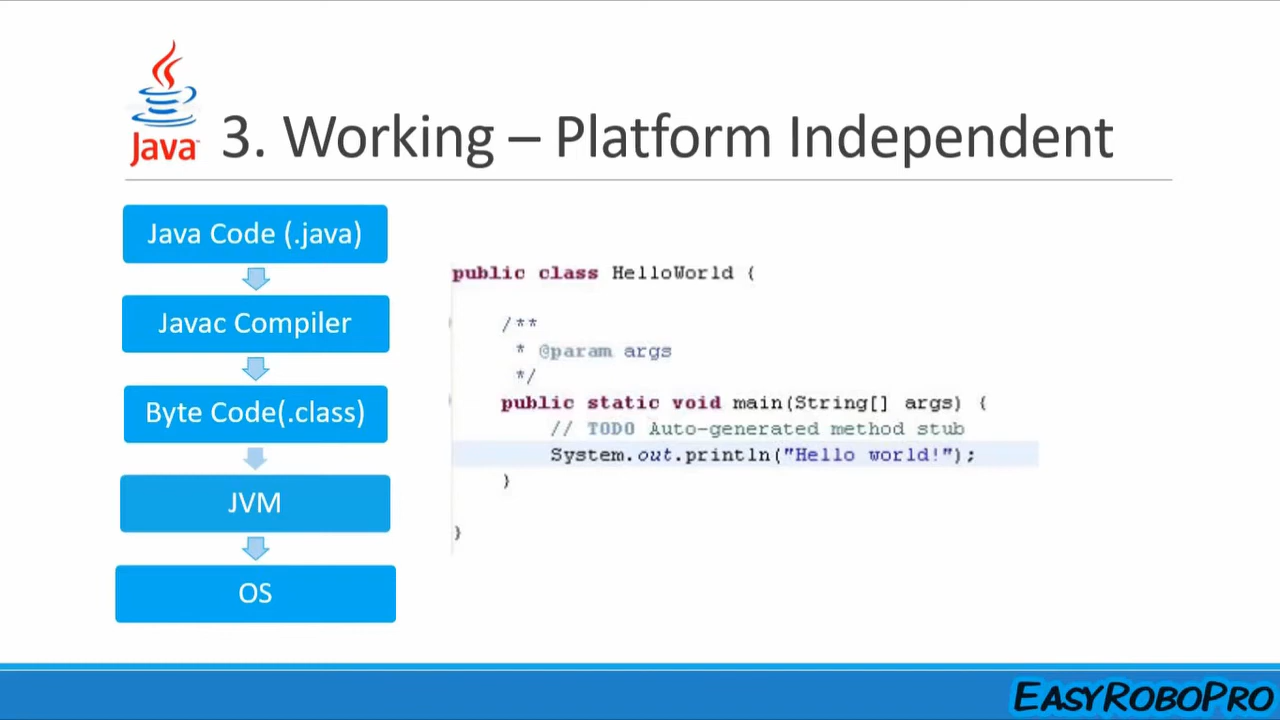 Java
3. Working – Platform Independent
Java Code (.java)
Javac Compiler
Byte Code(.class)
JVM
OS
public class HelloWorld {
/**
* @param args
*/
public static void main(String[] args) {
// TODO Auto-generated method stub
System.out.println("Hello world!");
}
}
EasyRoboPro